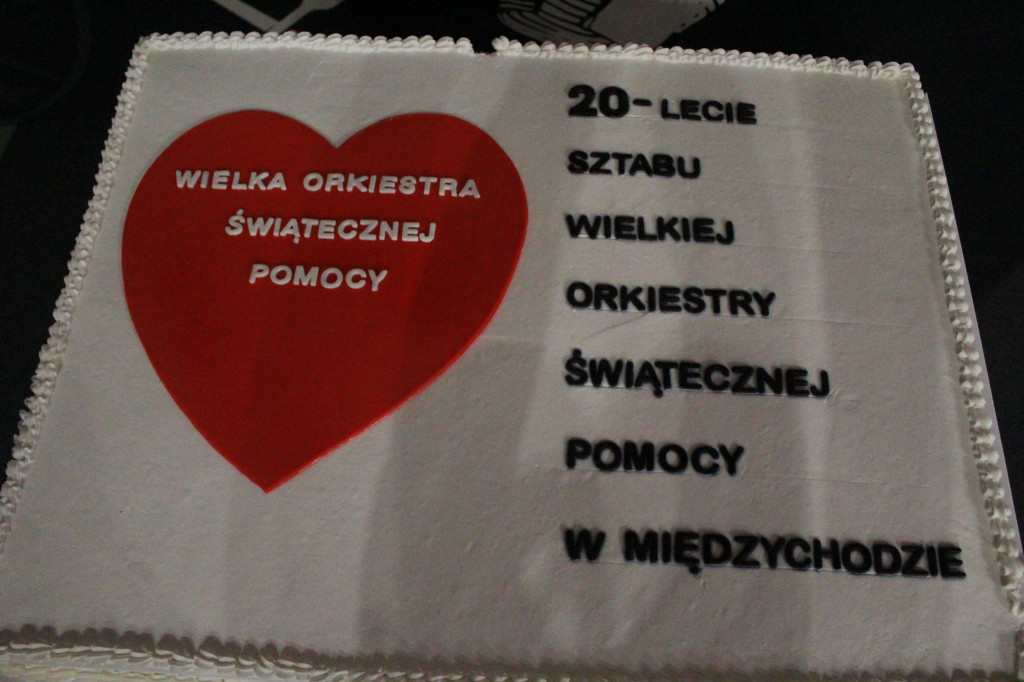 WIELKA ORKIESTRA
ŚWIĄTECZNEJ
POMOCY
20-LECIE
SZTABU
WIELKIEJ
ORKIESTRY
ŚWIĄTECZNEJ
POMOCY
W MIĘDZYCHODZIE